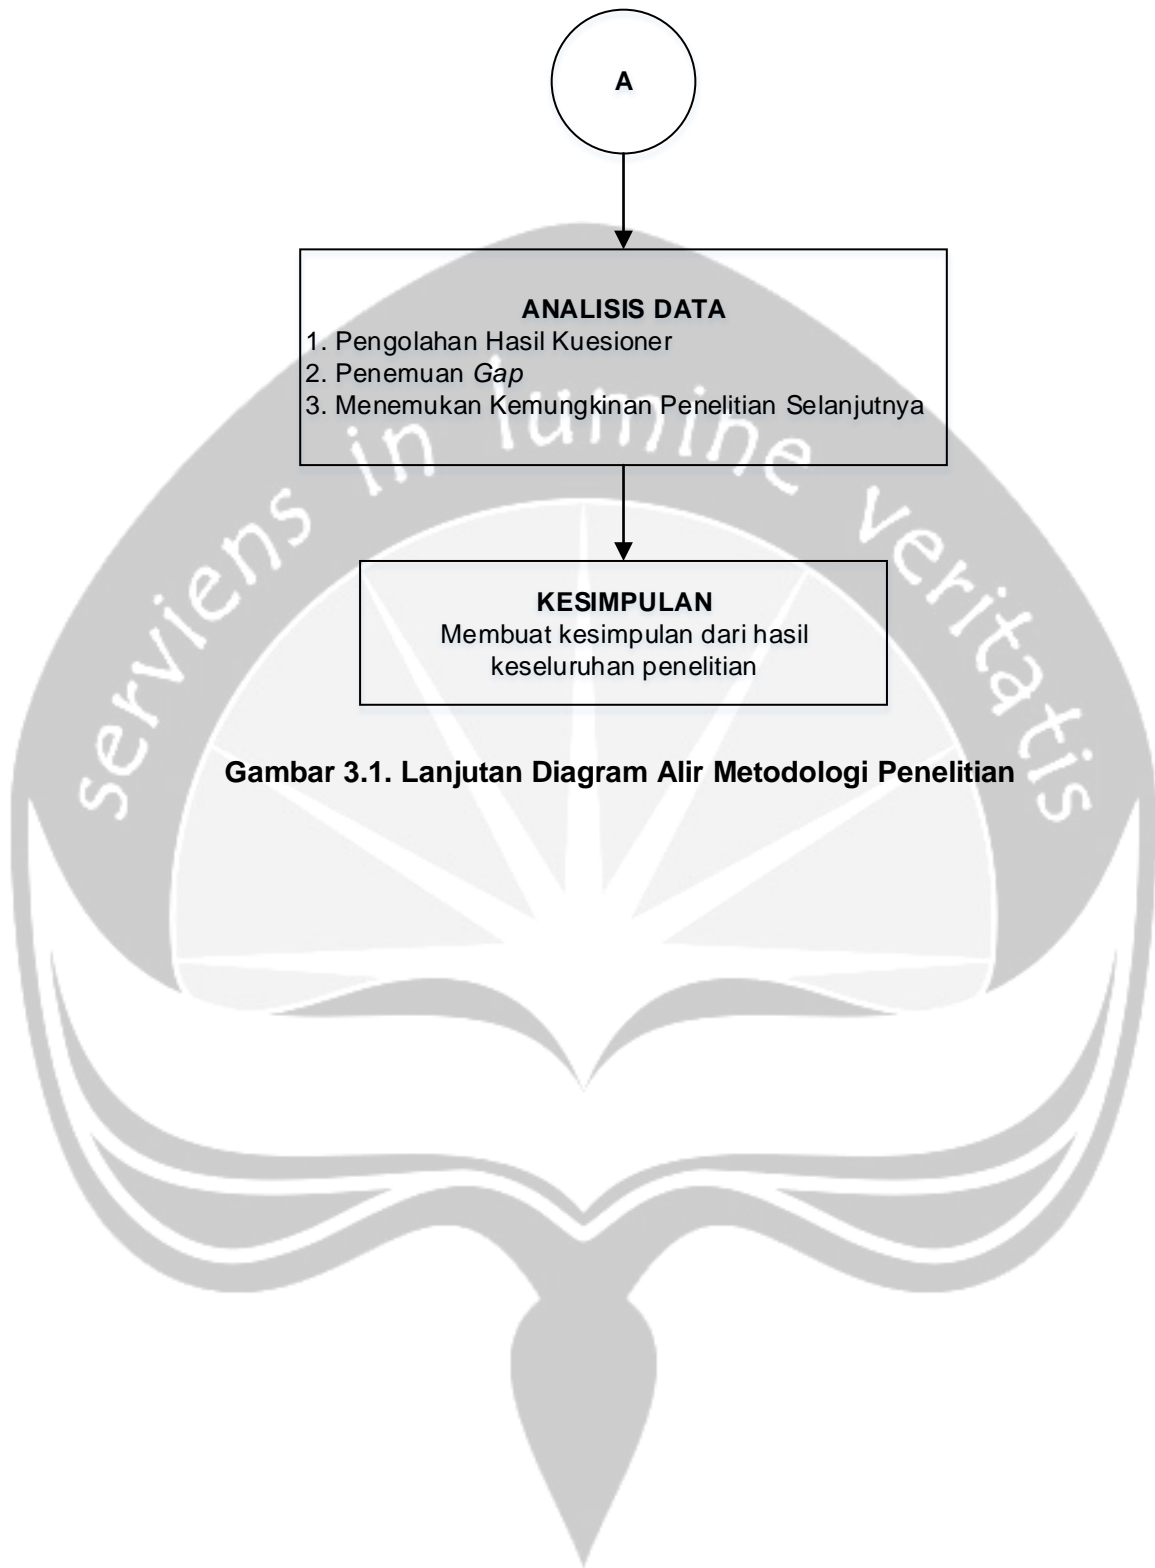 A
ANALISIS DATA
1. Pengolahan Hasil Kuesioner
2. Penemuan Gap
3. Menemukan Kemungkinan Penelitian Selanjutnya
serviens in lumine veritatis
KESIMPULAN
Membuat kesimpulan dari hasil
keseluruhan penelitian
Gambar 3.1. Lanjutan Diagram Alir Metodologi Penelitian